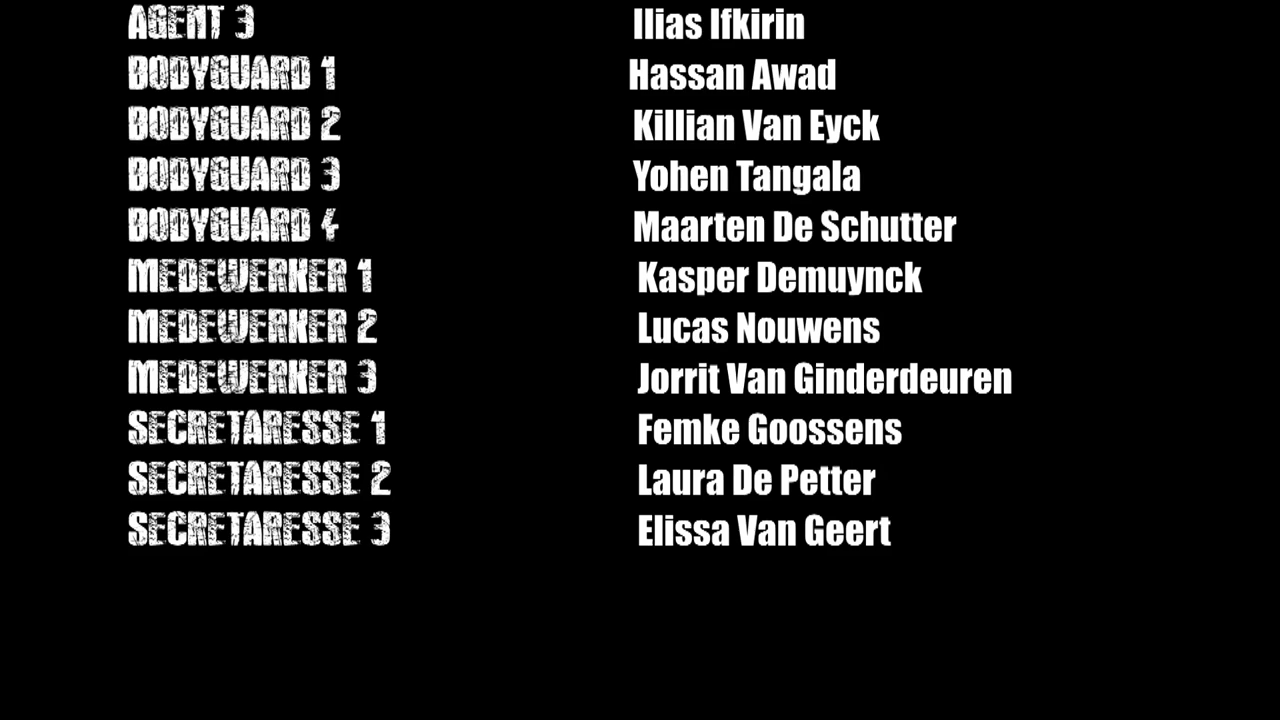 AGENT 3 Ilias Ifkirin
BODYGUARD 1 Hassan Awad
BODYGUARD 2 Killian Van Eyck
BODYGUARD 3 Yohen Tangala
BODYGUARD 4 Maarten De Schutter
MEDEWERKER 1 Kasper Demuynck
MEDEWERKER 2 Lucas Nouwens
MEDEWERKER 3 Jorrit Van Ginderdeuren
SECRETARESSE 1 Femke Goossens
SECRETARESSE 2 Laura De Petter
SECRETARESSE 3 Elissa Van Geert